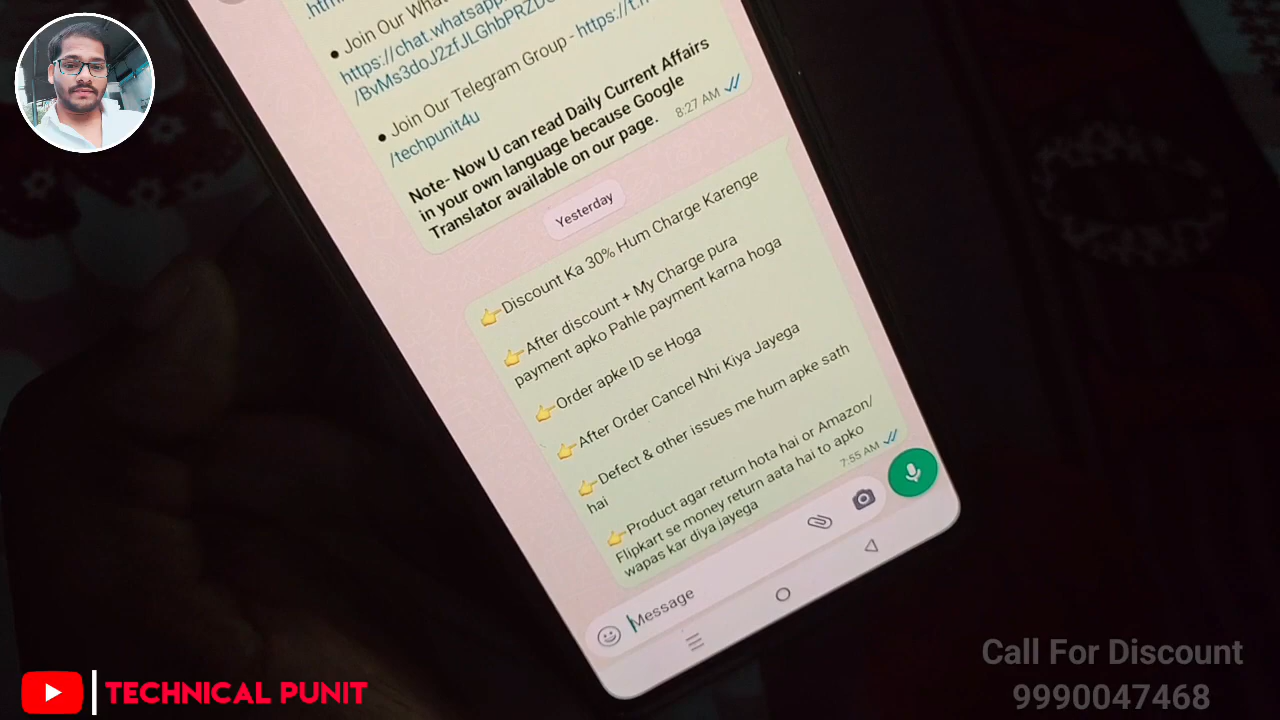 .htm
• Join Our What
https://chat.whatsapp
/BvMs3doJ2zfJLGhbPRZD
• Join Our Telegram Group - https://t.
/techpunit4u
Note- Now U can read Daily Current Affairs
in your own language because Google
Translator available on our page.
8:27 AM
Yesterday
👉Discount Ka 30% Hum Charge Karenge
👉After discount + My Charge pura
payment apko Pahle payment karna hoga
👉Order apke ID se Hoga
👉After Order Cancel Nhi Kiya Jayega
👉Defect & other issues me hum apke sath
hai
👉Product agar return hota hai or Amazon/
Flipkart se money return aata hai to apko
wapas kar diya jayega
7:55 AM
Message
TECHNICAL PUNIT
Call For Discount
9990047468